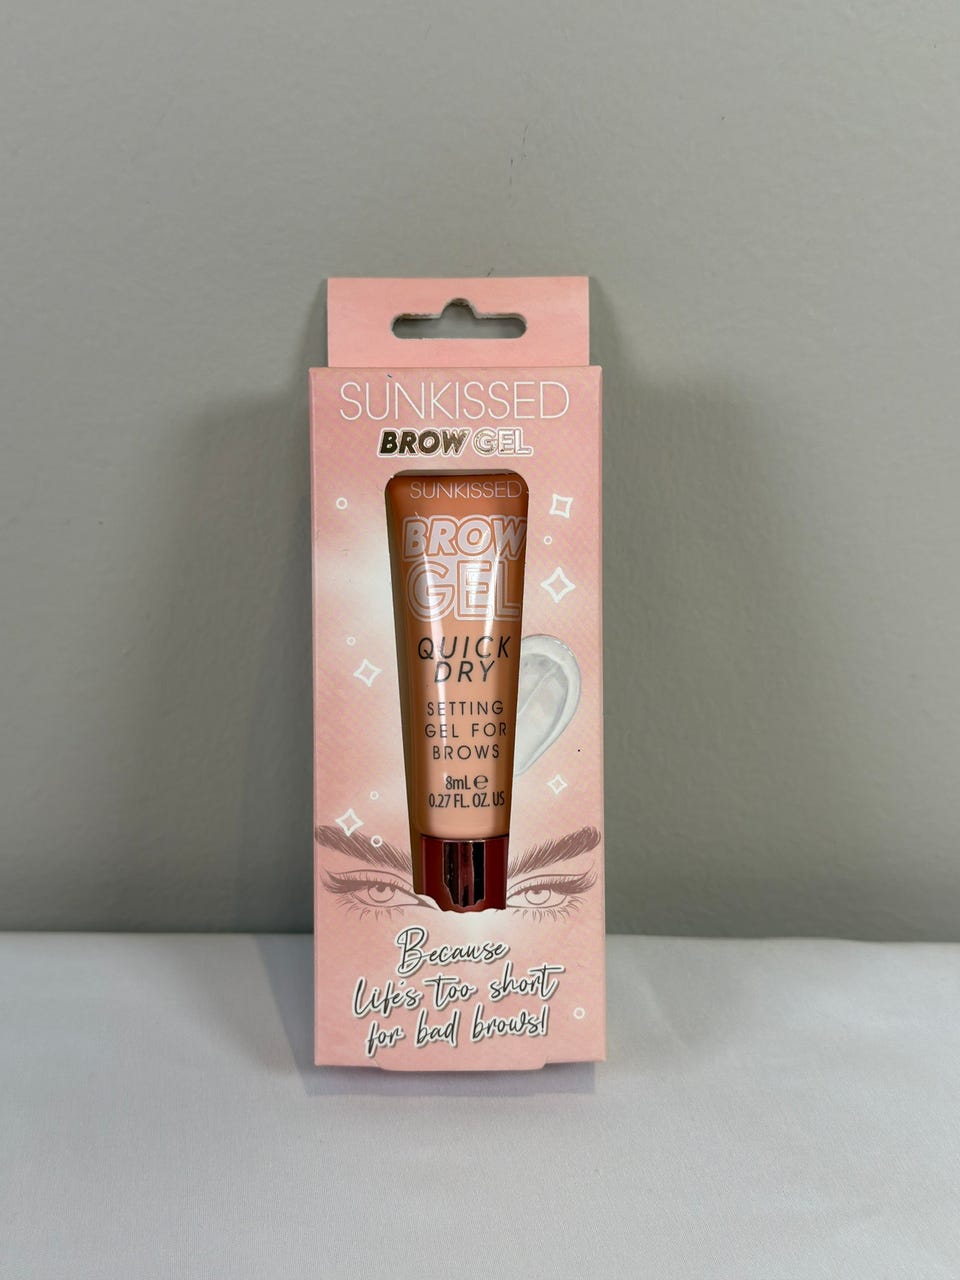 SUNKISSED
BROW GEL
SUNKISSED
BROW
GEL
QUICK
DRY
SETTING
GEL FOR
BROWS
8mL ℮
0.27 FL. OZ. US
Because
Life's too short
for bad brows!